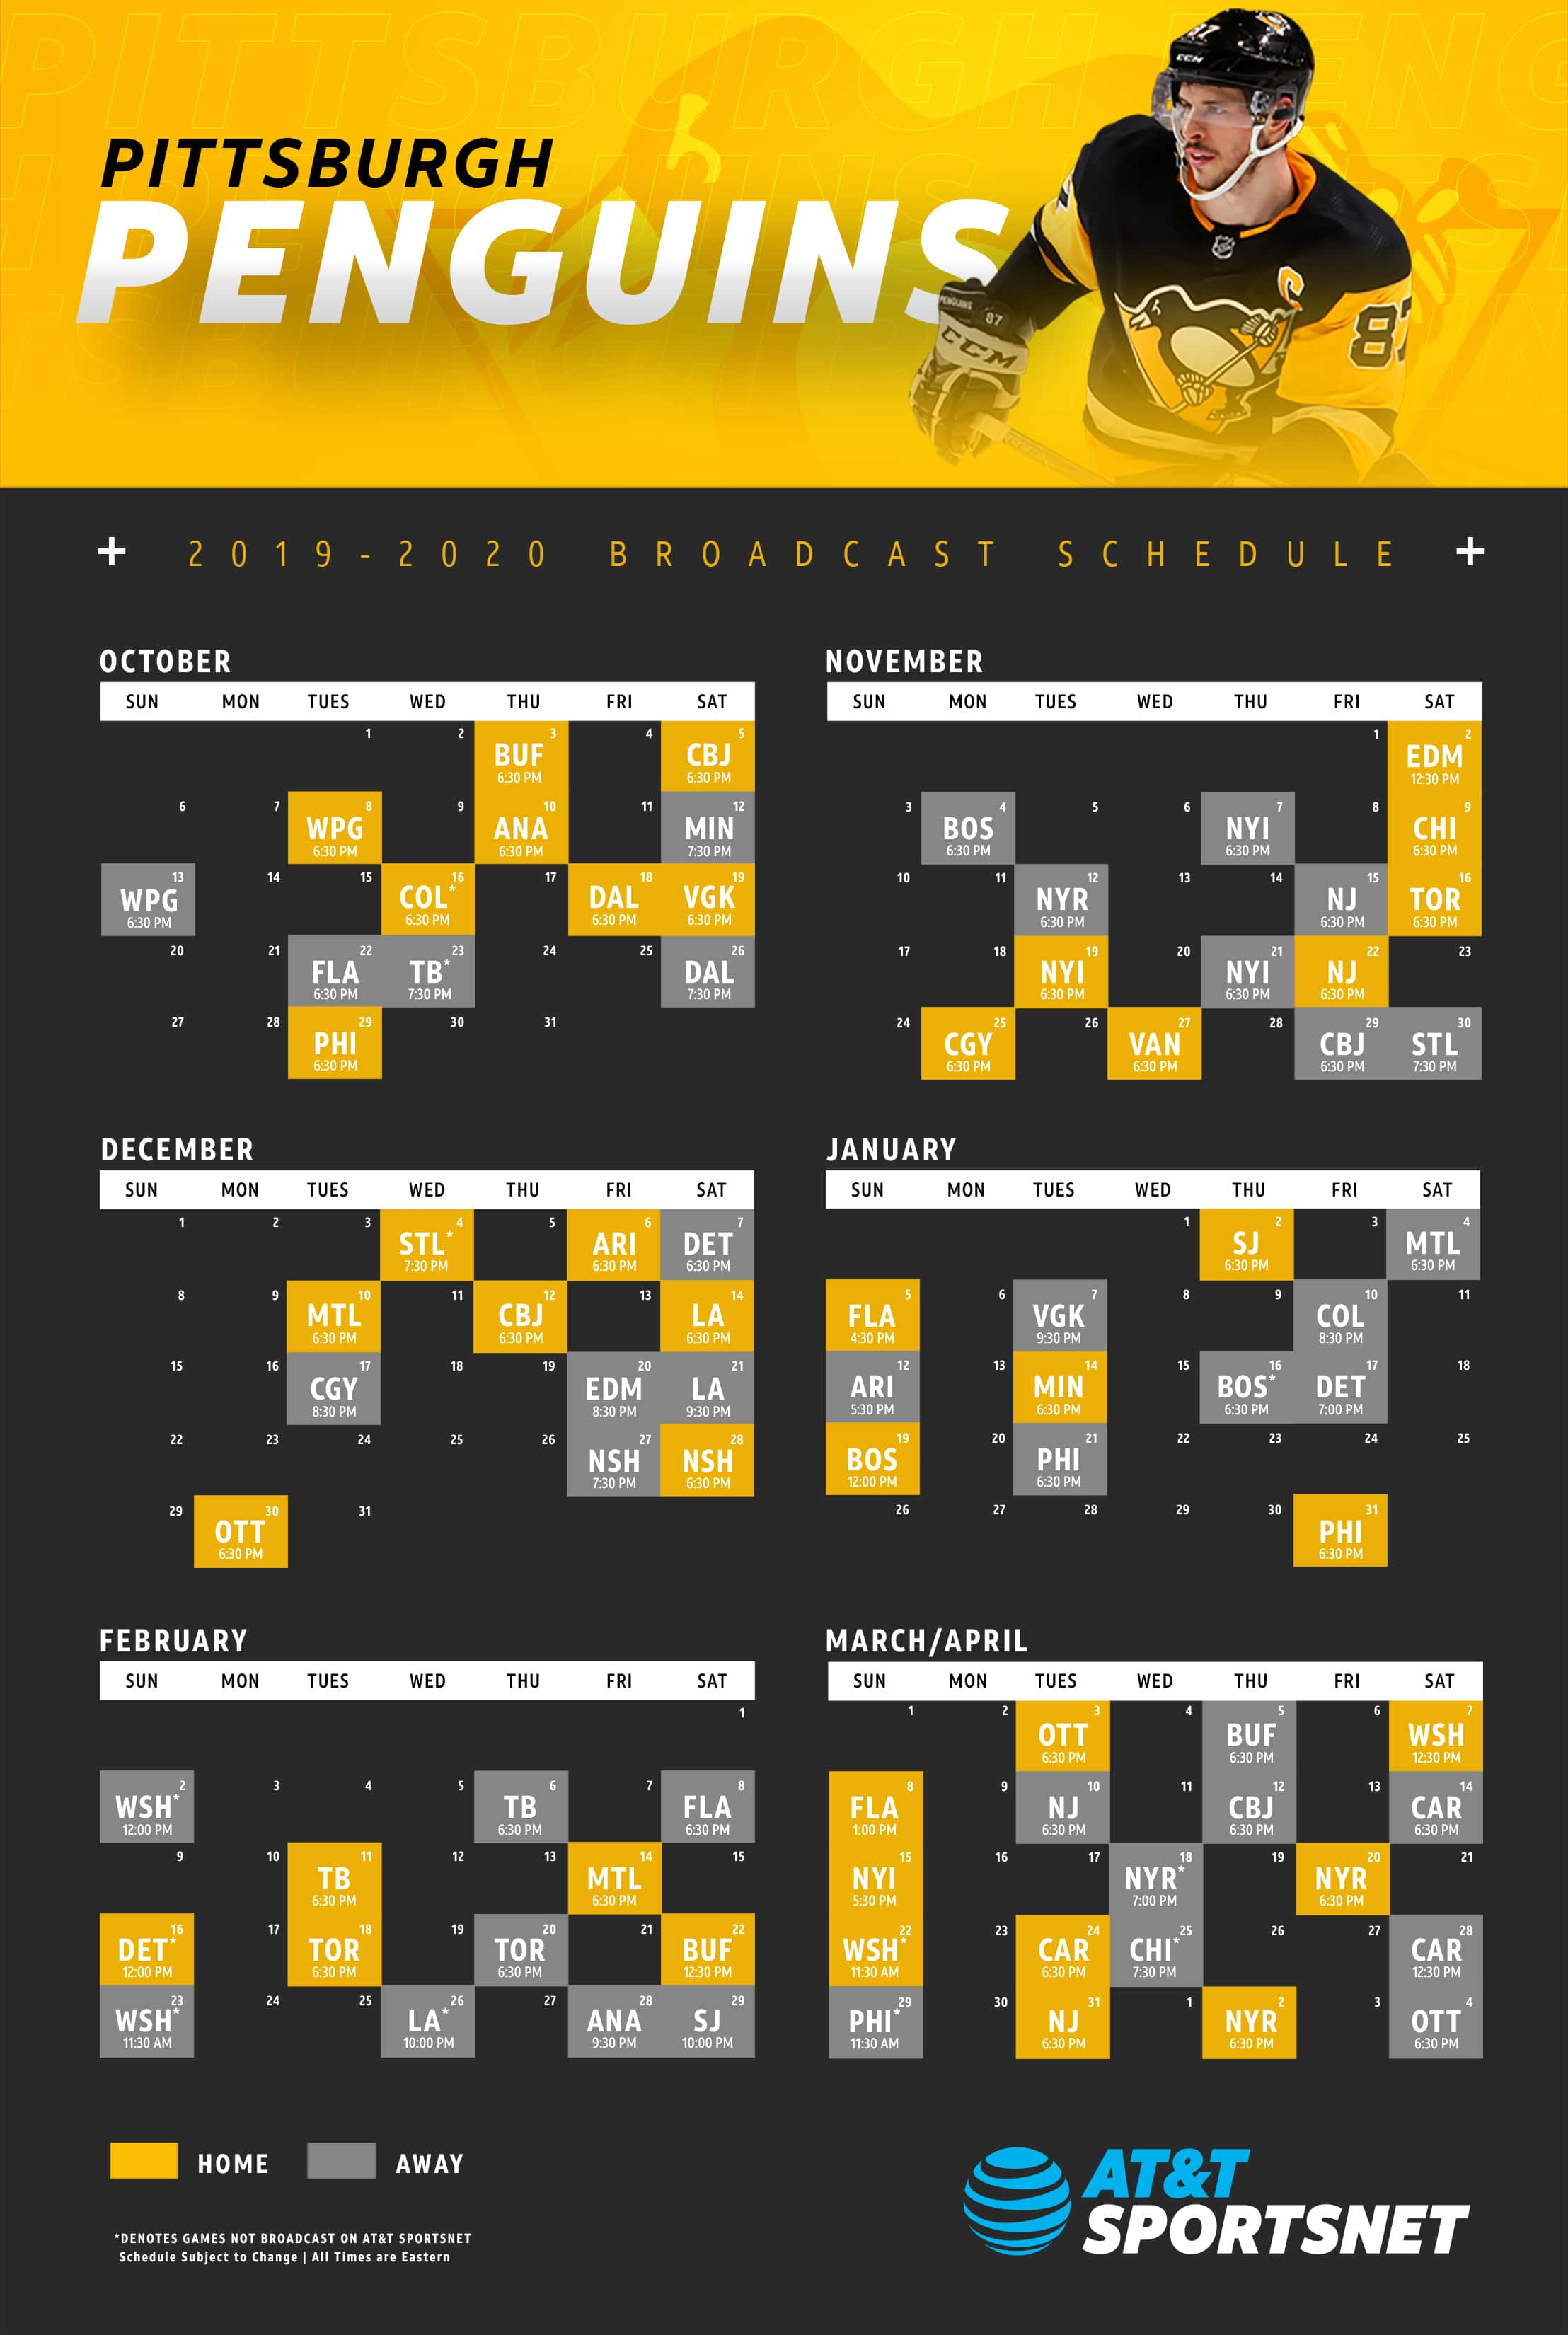 PITTSBURGH
PENGUINS
2019-2020 BROADCAST SCHEDULE
OCTOBER
SUN MON TUES WED THU FRI SAT
1 2 3 4 5
BUF CBJ
6:30 PM 6:30 PM
6 7 8 9 10 11 12
WPG ANA MIN
6:30 PM 6:30 PM 7:30 PM
13 14 15 16 17 18 19
WPG COL* DAL VGK
6:30 PM 6:30 PM 6:30 PM 6:30 PM
20 21 22 23 24 25 26
FLA TB* DAL
6:30 PM 7:30 PM 7:30 PM
27 28 29 30 31
PHI
6:30 PM
NOVEMBER
SUN MON TUES WED THU FRI SAT
1 2
EDM
12:30 PM
3 4 5 6 7 8 9
BOS NYI CHI
6:30 PM 6:30 PM 6:30 PM
10 11 12 13 14 15 16
NYR NJ TOR
6:30 PM 6:30 PM 6:30 PM
17 18 19 20 21 22 23
NYI NYI NJ
6:30 PM 6:30 PM 6:30 PM
24 25 26 27 28 29 30
CGY VAN CBJ STL
6:30 PM 6:30 PM 6:30 PM 7:30 PM
DECEMBER
SUN MON TUES WED THU FRI SAT
1 2 3 4 5 6 7
STL* ARI DET
7:30 PM 6:30 PM 6:30 PM
8 9 10 11 12 13 14
MTL CBJ LA
6:30 PM 6:30 PM 6:30 PM
15 16 17 18 19 20 21
CGY EDM LA
8:30 PM 8:30 PM 9:30 PM
22 23 24 25 26 27 28
NSH NSH
7:30 PM 6:30 PM
29 30 31
OTT
6:30 PM
JANUARY
SUN MON TUES WED THU FRI SAT
1 2 3 4
SJ MTL
6:30 PM 6:30 PM
5 6 7 8 9 10 11
FLA VGK COL
4:30 PM 9:30 PM 8:30 PM
12 13 14 15 16 17 18
ARI MIN BOS* DET
5:30 PM 6:30 PM 6:30 PM 7:00 PM
19 20 21 22 23 24 25
BOS PHI
12:00 PM 6:30 PM
26 27 28 29 30 31
PHI
6:30 PM
FEBRUARY
SUN MON TUES WED THU FRI SAT
1
2 3 4 5 6 7 8
WSH* TB FLA
12:00 PM 6:30 PM 6:30 PM
9 10 11 12 13 14 15
TB MTL
6:30 PM 6:30 PM
16 17 18 19 20 21 22
DET* TOR TOR BUF
12:00 PM 6:30 PM 6:30 PM 12:30 PM
23 24 25 26 27 28 29
WSH* LA* ANA SJ
11:30 AM 10:00 PM 9:30 PM 10:00 PM
MARCH/APRIL
SUN MON TUES WED THU FRI SAT
1 2 3 4 5 6 7
OTT BUF WSH
6:30 PM 6:30 PM 12:30 PM
8 9 10 11 12 13 14
FLA NJ CBJ CAR
1:00 PM 6:30 PM 6:30 PM 6:30 PM
15 16 17 18 19 20 21
NYI NYR* NYR
5:30 PM 7:00 PM 6:30 PM
22 23 24 25 26 27 28
WSH* CAR CHI* CAR
11:30 AM 6:30 PM 7:30 PM 12:30 PM
29 30 31 1 2 3 4
PHI* NJ NYR OTT
11:30 AM 6:30 PM 6:30 PM 6:30 PM
HOME AWAY
*DENOTES GAMES NOT BROADCAST ON AT&T SPORTSNET
Schedule Subject to Change | All Times are Eastern
AT&T
SPORTSNET